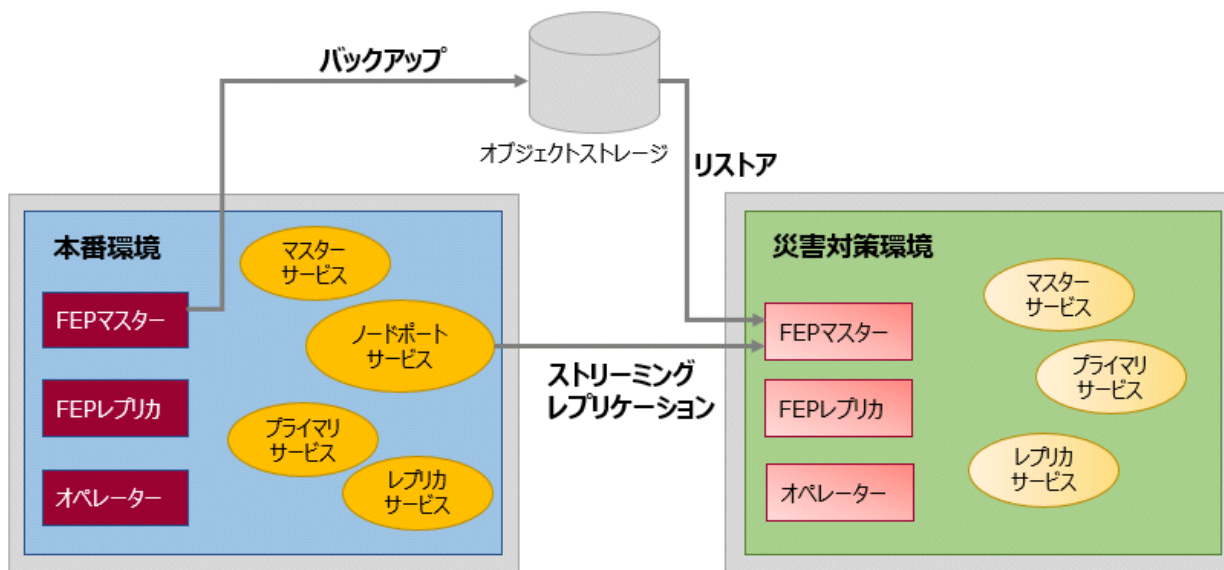 バックアップ
オブジェクトストレージ
リストア
本番環境
マスター
サービス
FEPマスター
ノードポート
サービス
FEPレプリカ
プライマリ
サービス
オペレーター
レプリカ
サービス
ストリーミング
レプリケーション
災害対策環境
マスター
サービス
FEPマスター
プライマリ
サービス
FEPレプリカ
レプリカ
サービス
オペレーター